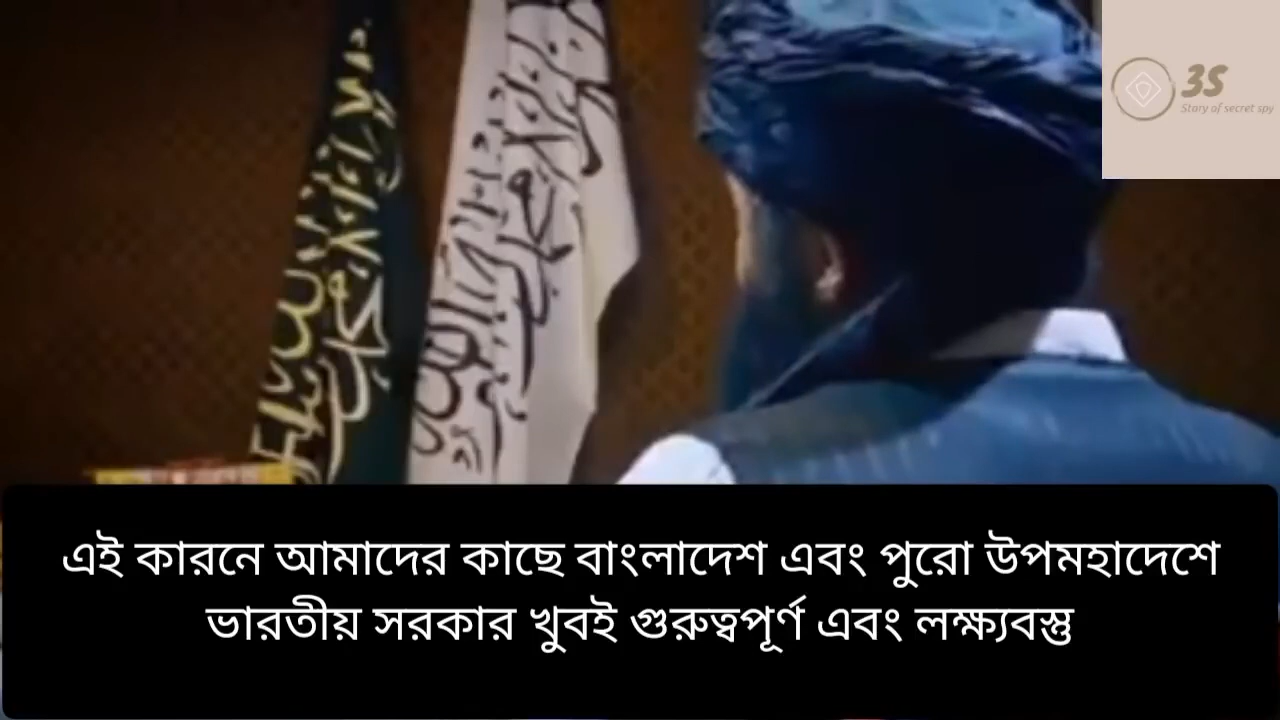 3S
Story of secret spy
এই কারনে আমাদের কাছে বাংলাদেশ এবং পুরো উপমহাদেশে
ভারতীয় সরকার খুবই গুরুত্বপূর্ণ এবং লক্ষ্যবস্তু